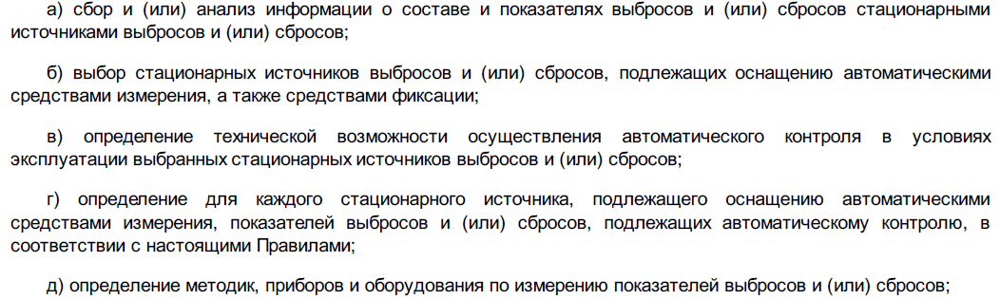 а) сбор и (или) анализ информации о составе и показателях выбросов и (или) сбросов стационарными
источниками выбросов и (или) сбросов;
б) выбор стационарных источников выбросов и (или) сбросов, подлежащих оснащению автоматическими
средствами измерения, а также средствами фиксации;
в) определение технической возможности осуществления автоматического контроля в условиях
эксплуатации выбранных стационарных источников выбросов и (или) сбросов;
г) определение для каждого стационарного источника, подлежащего оснащению автоматическими
средствами измерения, показателей выбросов и (или) сбросов, подлежащих автоматическому контролю, в
соответствии с настоящими Правилами;
д) определение методик, приборов и оборудования по измерению показателей выбросов и (или) сбросов;